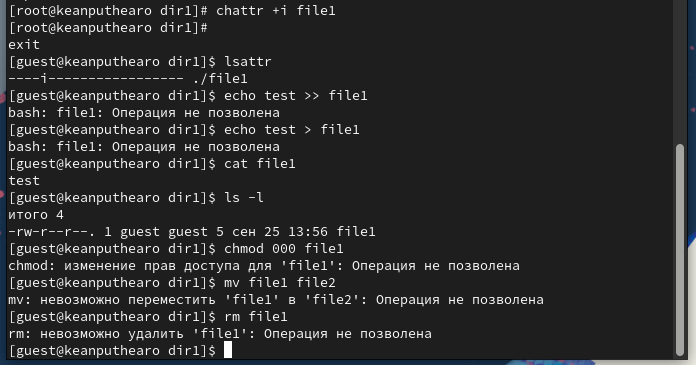 [root@keanputhearo dir1]# chattr +i file1
[root@keanputhearo dir1]#
exit
[guest@keanputhearo dir1]$ lsattr
----i----------------- ./file1
[guest@keanputhearo dir1]$ echo test >> file1
bash: file1: Операция не позволена
[guest@keanputhearo dir1]$ echo test > file1
bash: file1: Операция не позволена
[guest@keanputhearo dir1]$ cat file1
test
[guest@keanputhearo dir1]$ ls -l
итого 4
-rw-r--r--. 1 guest guest 5 сен 25 13:56 file1
[guest@keanputhearo dir1]$ chmod 000 file1
chmod: изменение прав доступа для 'file1': Операция не позволена
[guest@keanputhearo dir1]$ mv file1 file2
mv: невозможно переместить 'file1' в 'file2': Операция не позволена
[guest@keanputhearo dir1]$ rm file1
rm: невозможно удалить 'file1': Операция не позволена
[guest@keanputhearo dir1]$